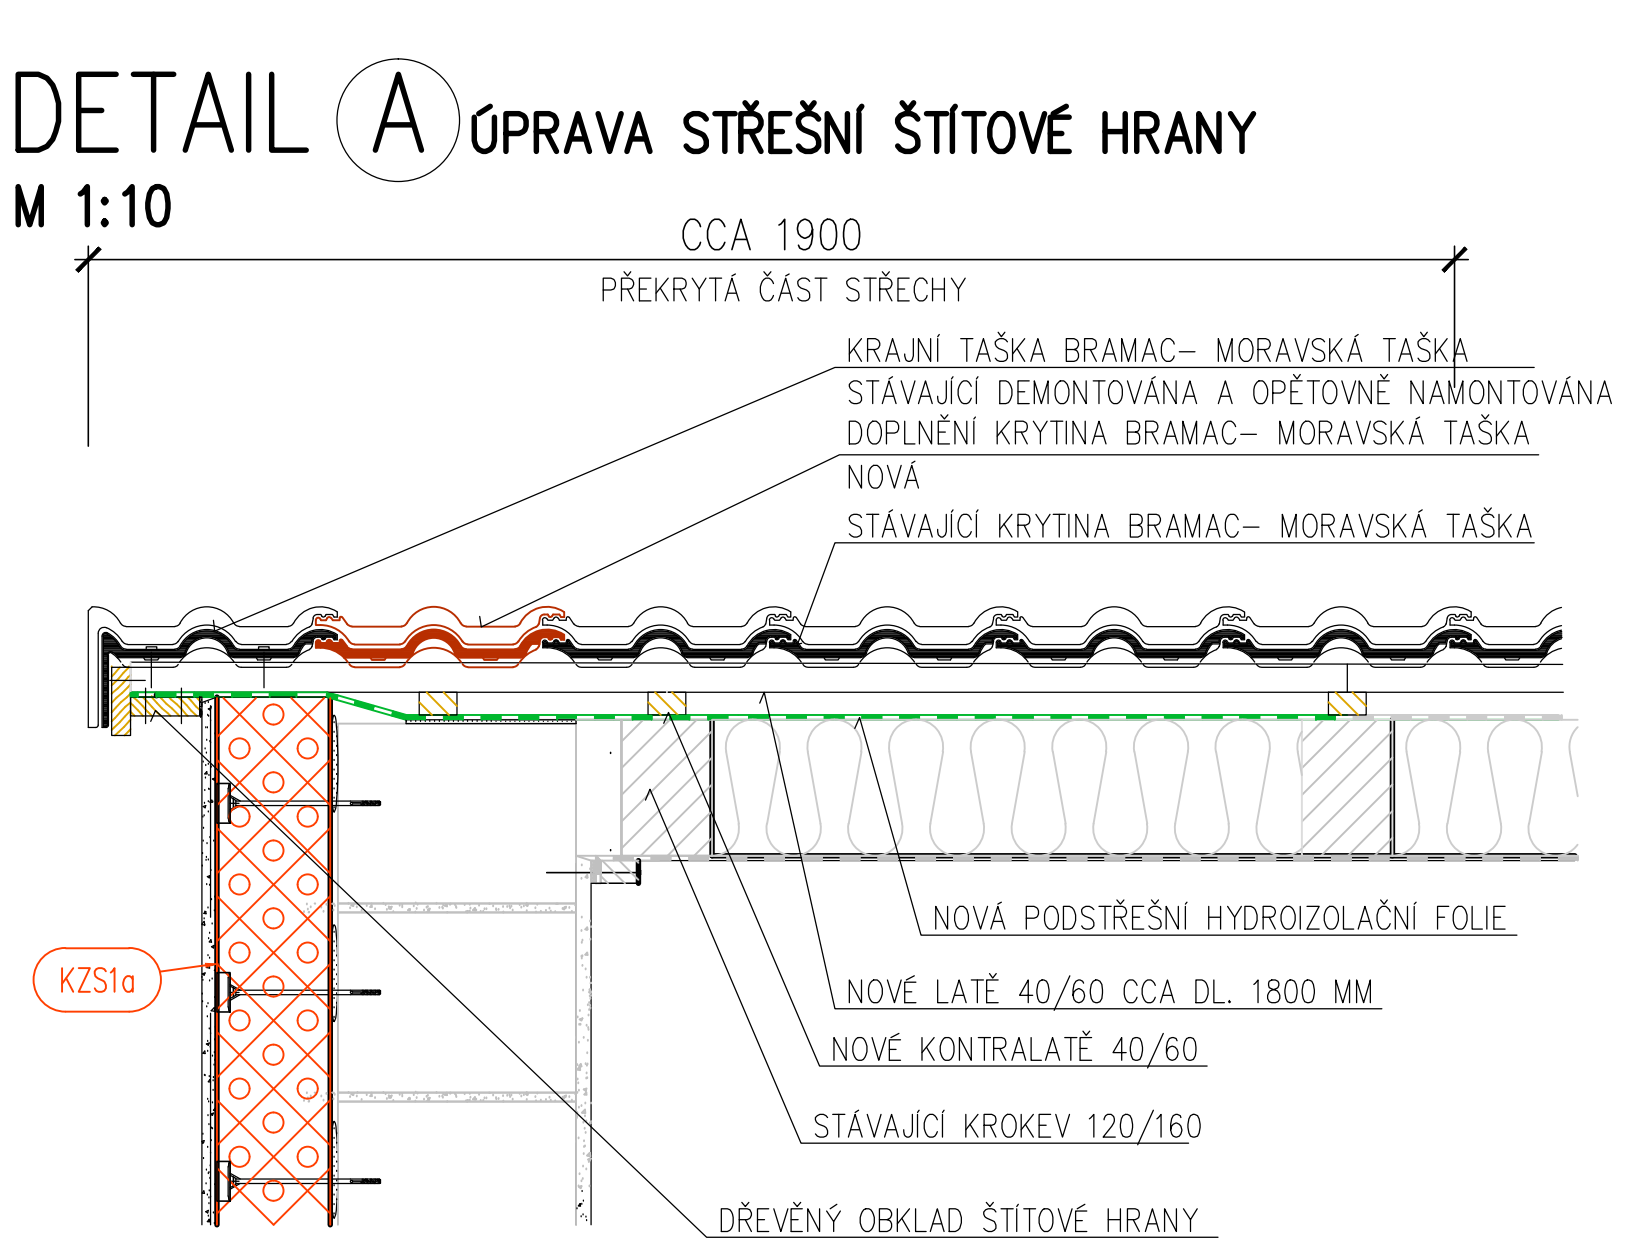 DETAIL A ÚPRAVA STŘEŠNÍ ŠTÍTOVÉ HRANY
M 1:10
CCA 1900
PŘEKRYTÁ ČÁST STŘECHY
KRAJNÍ TAŠKA BRAMAC– MORAVSKÁ TAŠKA
STÁVAJÍCÍ DEMONTOVÁNA A OPĚTOVNĚ NAMONTOVÁNA
DOPLNĚNÍ KRYTINA BRAMAC– MORAVSKÁ TAŠKA
NOVÁ
STÁVAJÍCÍ KRYTINA BRAMAC– MORAVSKÁ TAŠKA
NOVÁ PODSTŘEŠNÍ HYDROIZOLAČNÍ FOLIE
KZS1a
NOVÉ LATĚ 40/60 CCA DL. 1800 MM
NOVÉ KONTRALATĚ 40/60
STÁVAJÍCÍ KROKEV 120/160
DŘEVĚNÝ OBKLAD ŠTÍTOVÉ HRANY